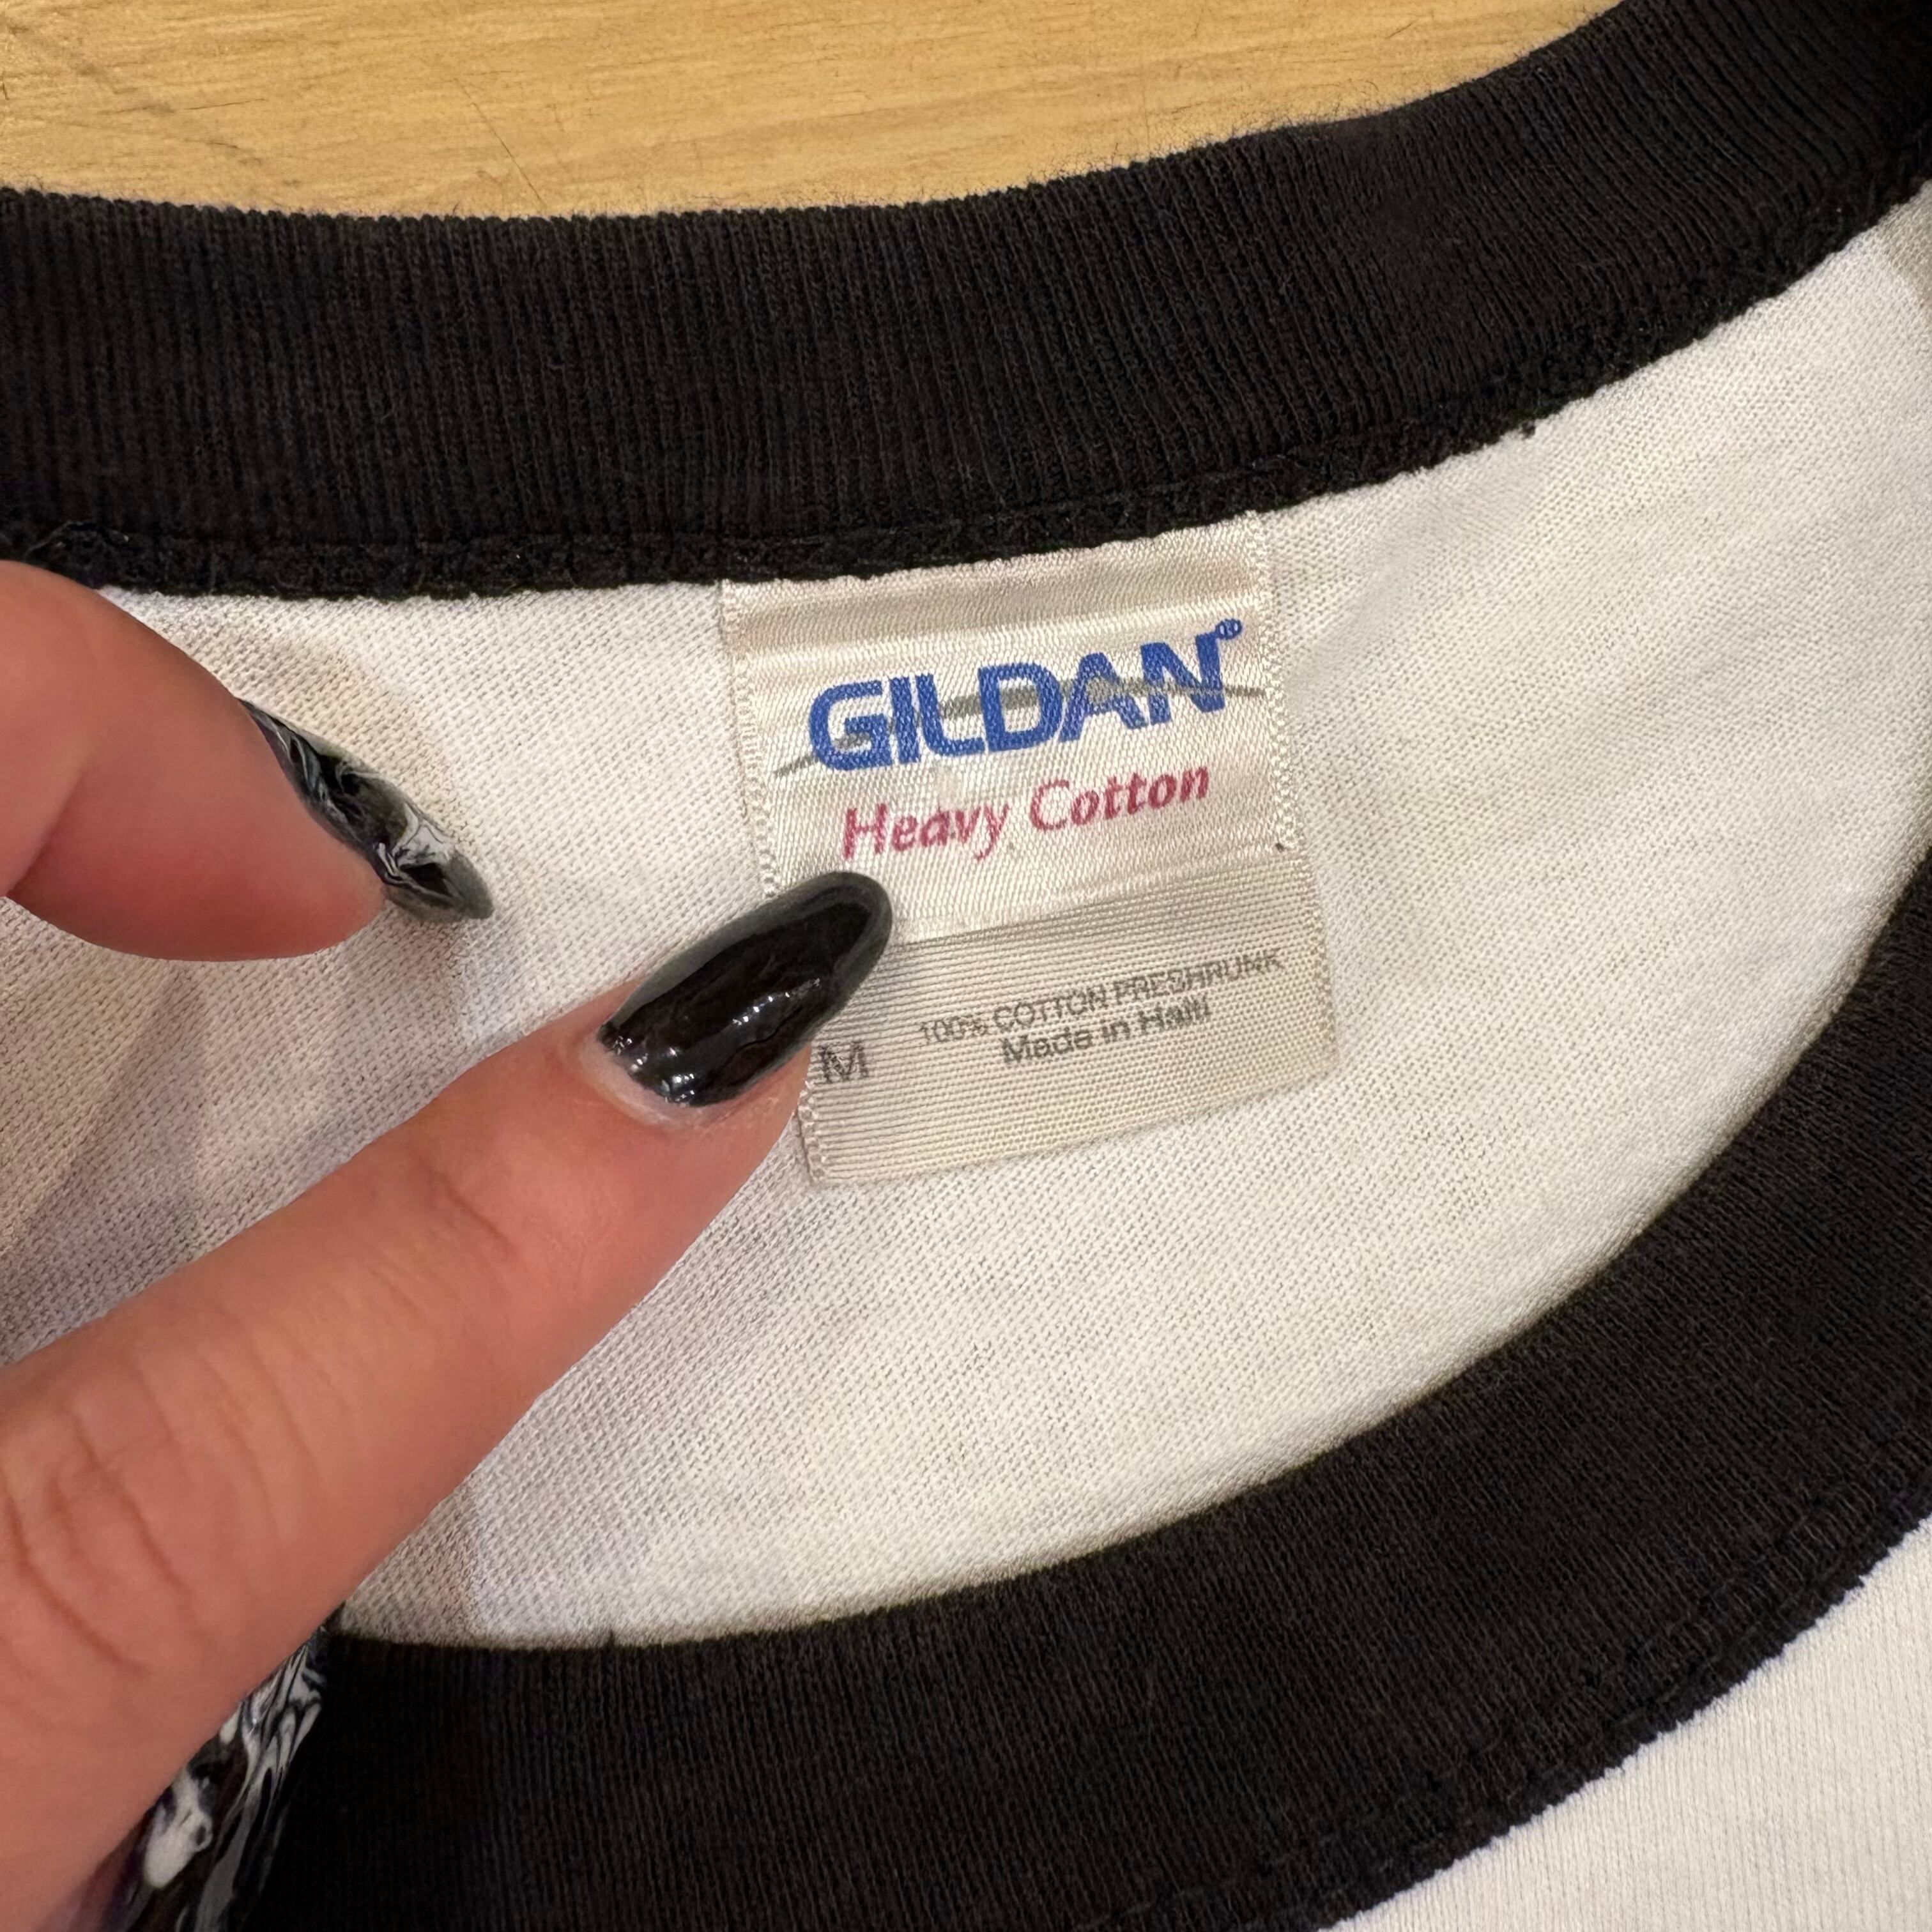 GILDAN®
Heavy Cotton
100% COTTON PRESHRUNK
M Made in Haiti